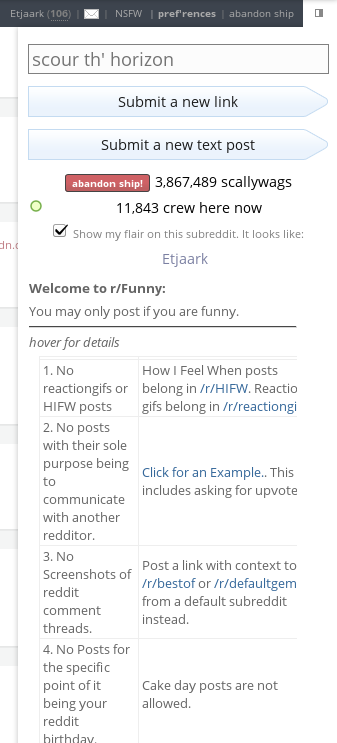 Etjaark (106) | NSFW | pref'rences | abandon ship
scour th' horizon
Submit a new link
Submit a new text post
abandon ship! 3,867,489 scallywags
11,843 crew here now
Show my flair on this subreddit. It looks like:
Etjaark
Welcome to r/Funny:
You may only post if you are funny.
hover for details
1. No
reactiongifs or
HIFW posts
How I Feel When posts
belong in /r/HIFW. Reactio
gifs belong in /r/reactiongi
2. No posts
with their sole
purpose being
to
communicate
with another
redditor.
Click for an Example.. This
includes asking for upvote
3. No
Screenshots of
reddit
comment
threads.
Post a link with context to
/r/bestof or /r/defaultgem
from a default subreddit
instead.
4. No Posts for
the specific
point of it
being your
reddit
birthday.
Cake day posts are not
allowed.
dn.c